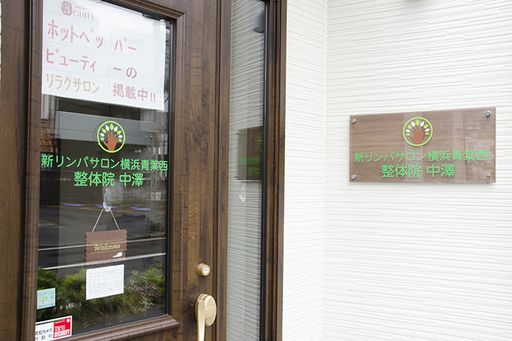 Beauty
ホットペッパー
ビューティーの
リラクサロン 掲載中!!
新リンパサロン横浜青葉西
整体院 中澤
Welcome
新リンパサロン横浜青葉西
整体院 中澤